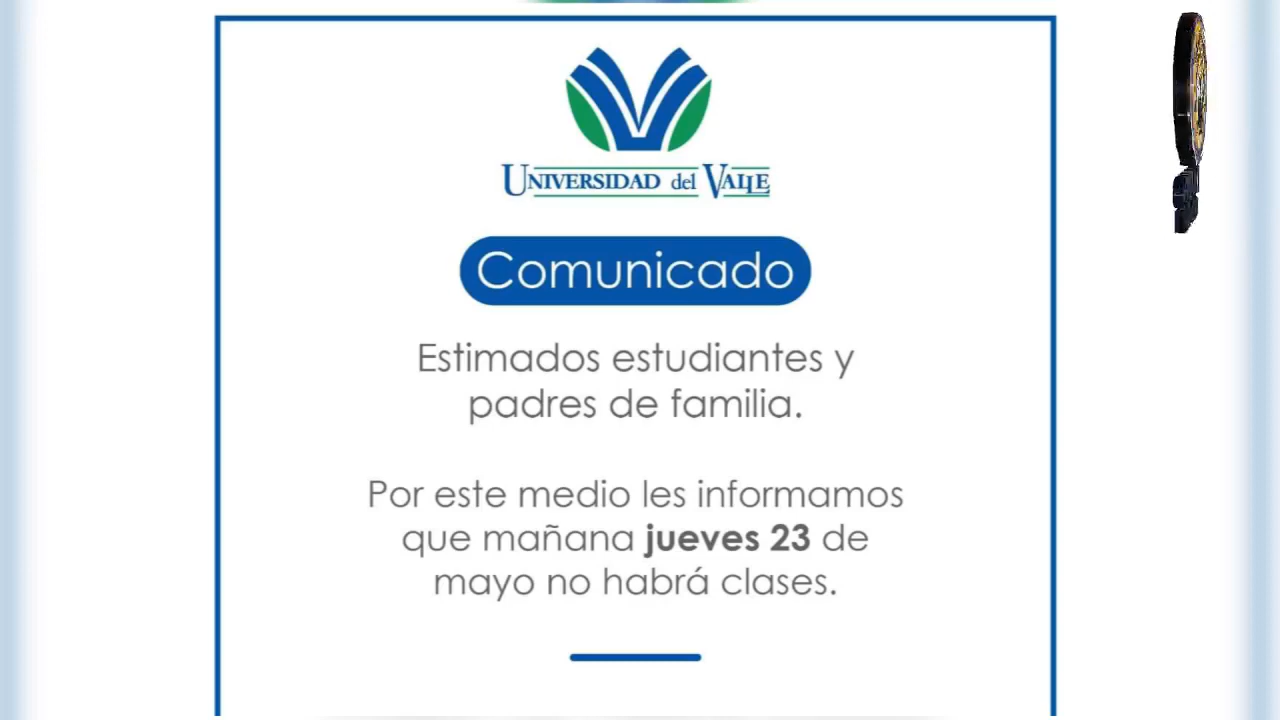 UNIVERSIDAD del VALLE
Comunicado
Estimados estudiantes y
padres de familia.
Por este medio les informamos
que mañana jueves 23 de
mayo no habrá clases.